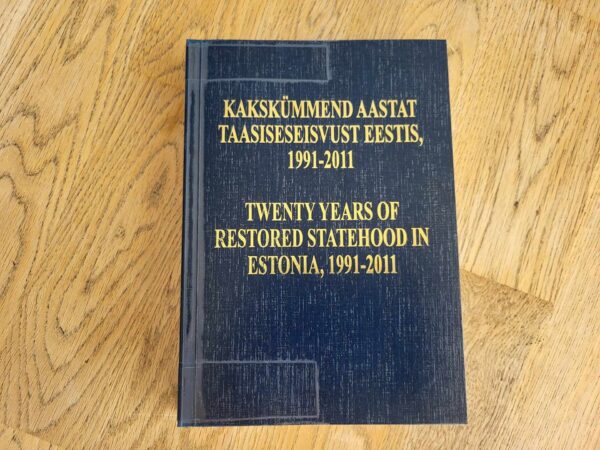 KAKSKÜMMEND AASTAT
TAASISESEISVUST EESTIS,
1991-2011
TWENTY YEARS OF
RESTORED STATEHOOD IN
ESTONIA, 1991-2011